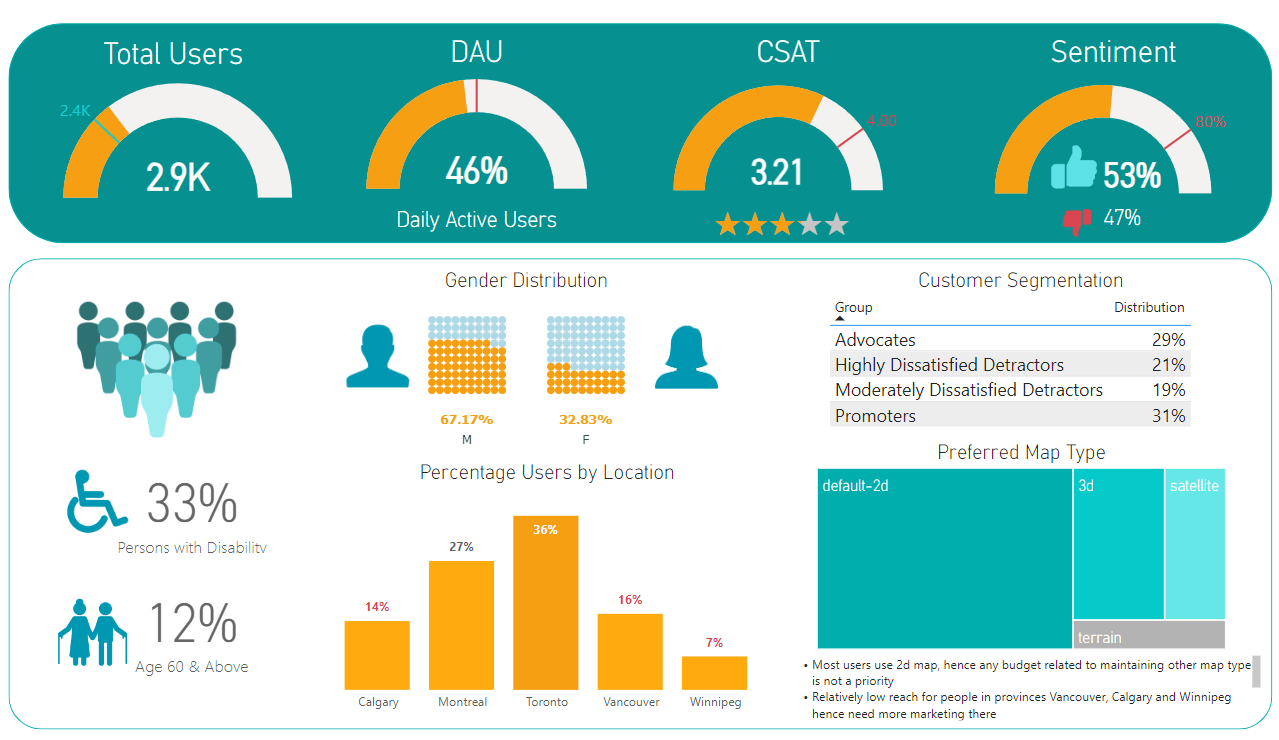 Total Users
2.4K
2.9K
DAU
46%
Daily Active Users
CSAT
4.00
3.21
Sentiment
80%
53%
47%
33%
Persons with Disability
12%
Age 60 & Above
Gender Distribution
67.17%
M
32.83%
F
Percentage Users by Location
14%
27%
36%
16%
7%
Calgary
Montreal
Toronto
Vancouver
Winnipeg
Customer Segmentation
Group Distribution
Advocates 29%
Highly Dissatisfied Detractors 21%
Moderately Dissatisfied Detractors 19%
Promoters 31%
Preferred Map Type
default-2d
3d
satellite
terrain
• Most users use 2d map, hence any budget related to maintaining other map type
is not a priority
• Relatively low reach for people in provinces Vancouver, Calgary and Winnipeg
hence need more marketing there